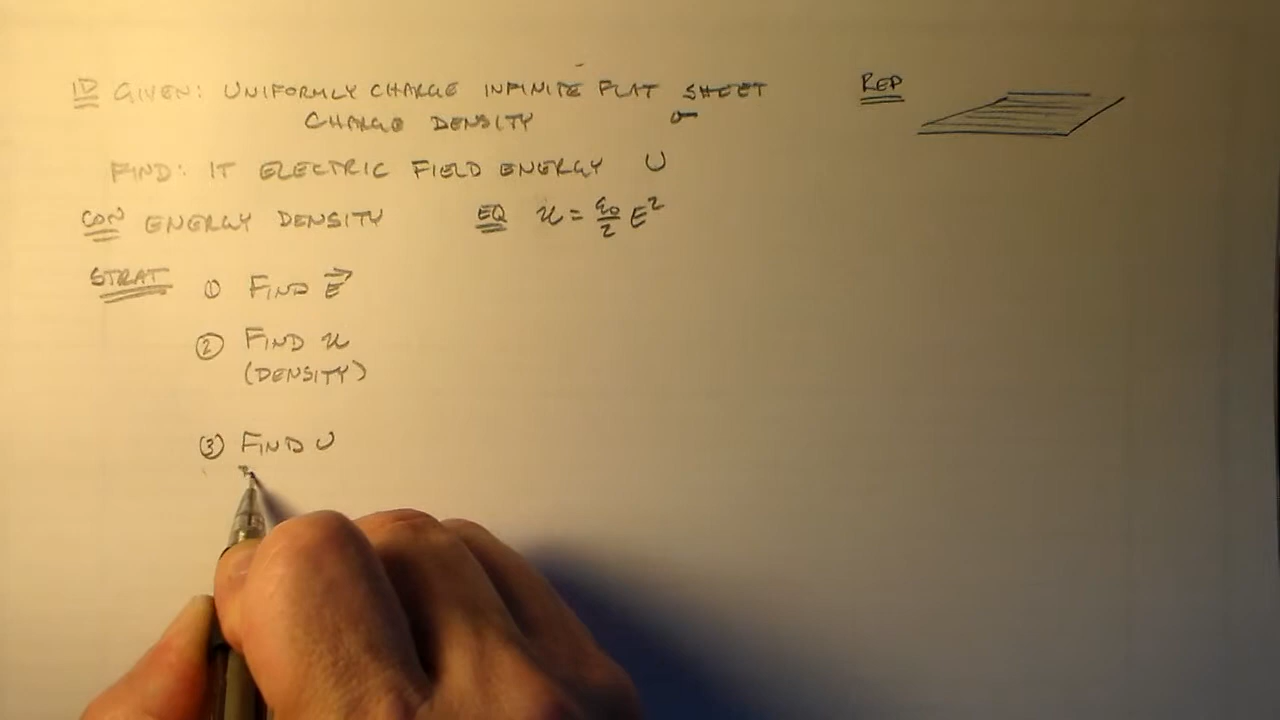 ID GIVEN: UNIFORMLY CHARGE INFINITE FLAT SHEET
CHARGE DENSITY σ
REP
FIND: IT ELECTRIC FIELD ENERGY U
CON ENERGY DENSITY
EQ u = ε₀/2 E²
STRAT ① FIND E⃗
② FIND u
(DENSITY)
③ FIND U